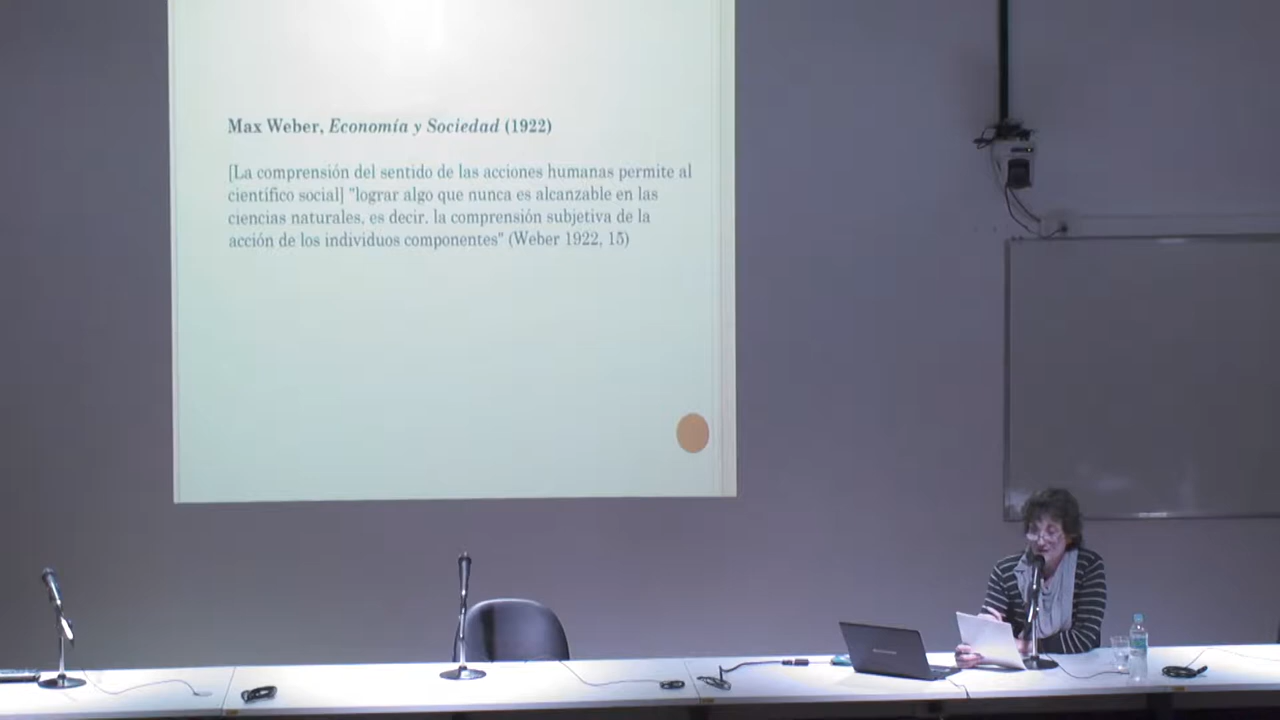 Max Weber, Economía y Sociedad (1922)
[La comprensión del sentido de las acciones humanas permite al
científico social] "lograr algo que nunca es alcanzable en las
ciencias naturales, es decir, la comprensión subjetiva de la
acción de los individuos componentes" (Weber 1922, 15)